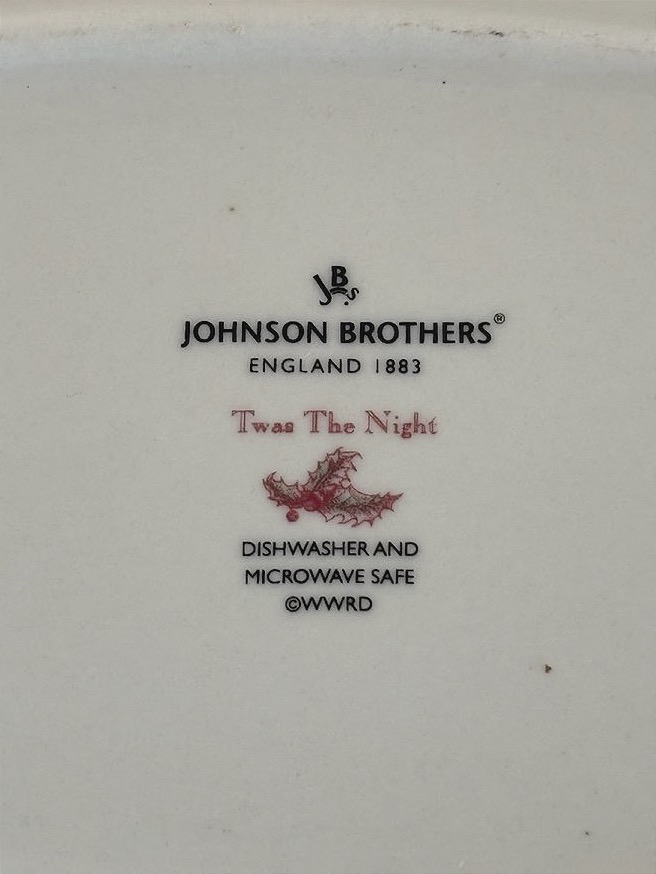 JBs
JOHNSON BROTHERS®
ENGLAND 1883
Twas The Night
DISHWASHER AND
MICROWAVE SAFE
©WWRD